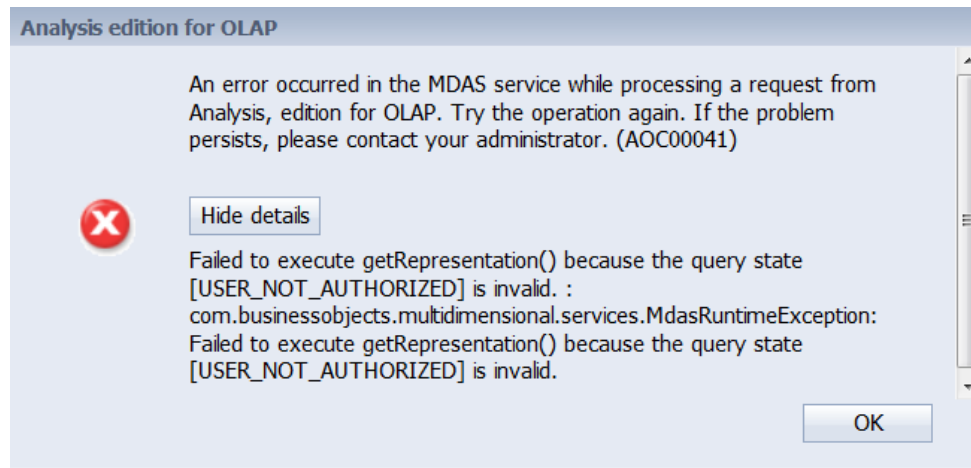 Analysis edition for OLAP
An error occurred in the MDAS service while processing a request from
Analysis, edition for OLAP. Try the operation again. If the problem
persists, please contact your administrator. (AOC00041)
Hide details
Failed to execute getRepresentation() because the query state
[USER_NOT_AUTHORIZED] is invalid. :
com.businessobjects.multidimensional.services.MdasRuntimeException:
Failed to execute getRepresentation() because the query state
[USER_NOT_AUTHORIZED] is invalid.
OK